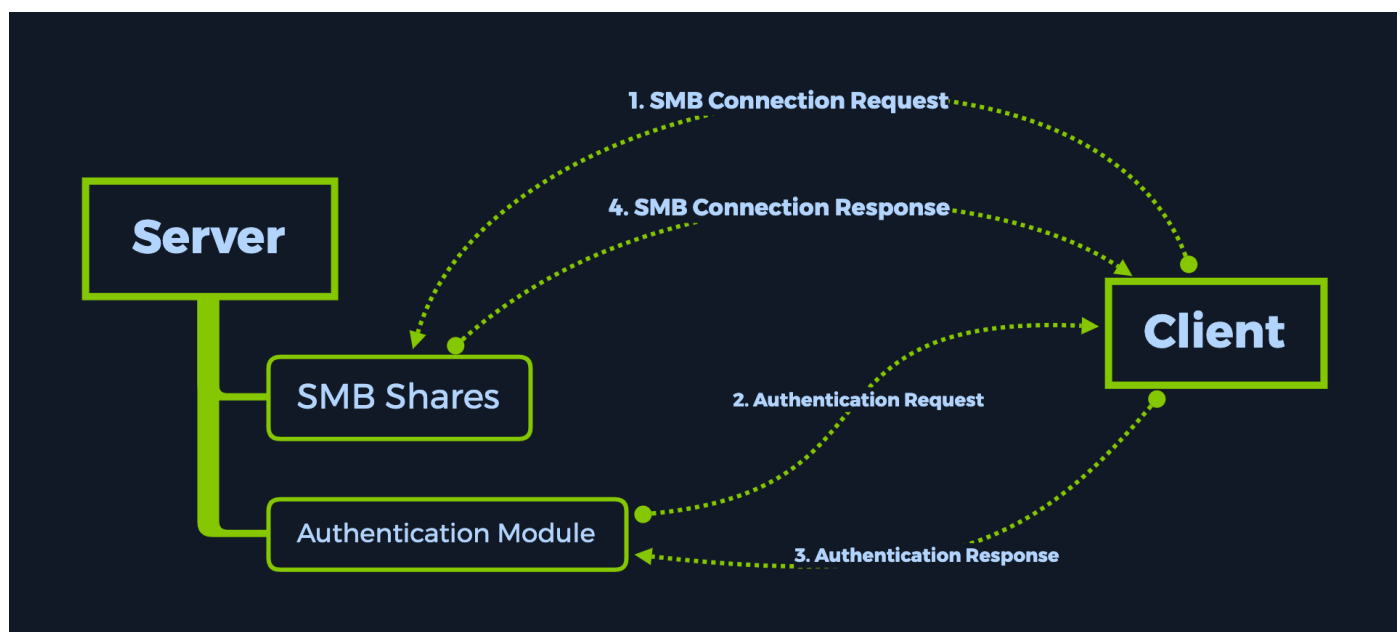 1. SMB Connection Request
4. SMB Connection Response
Server
Client
SMB Shares
2. Authentication Request
Authentication Module
3. Authentication Response